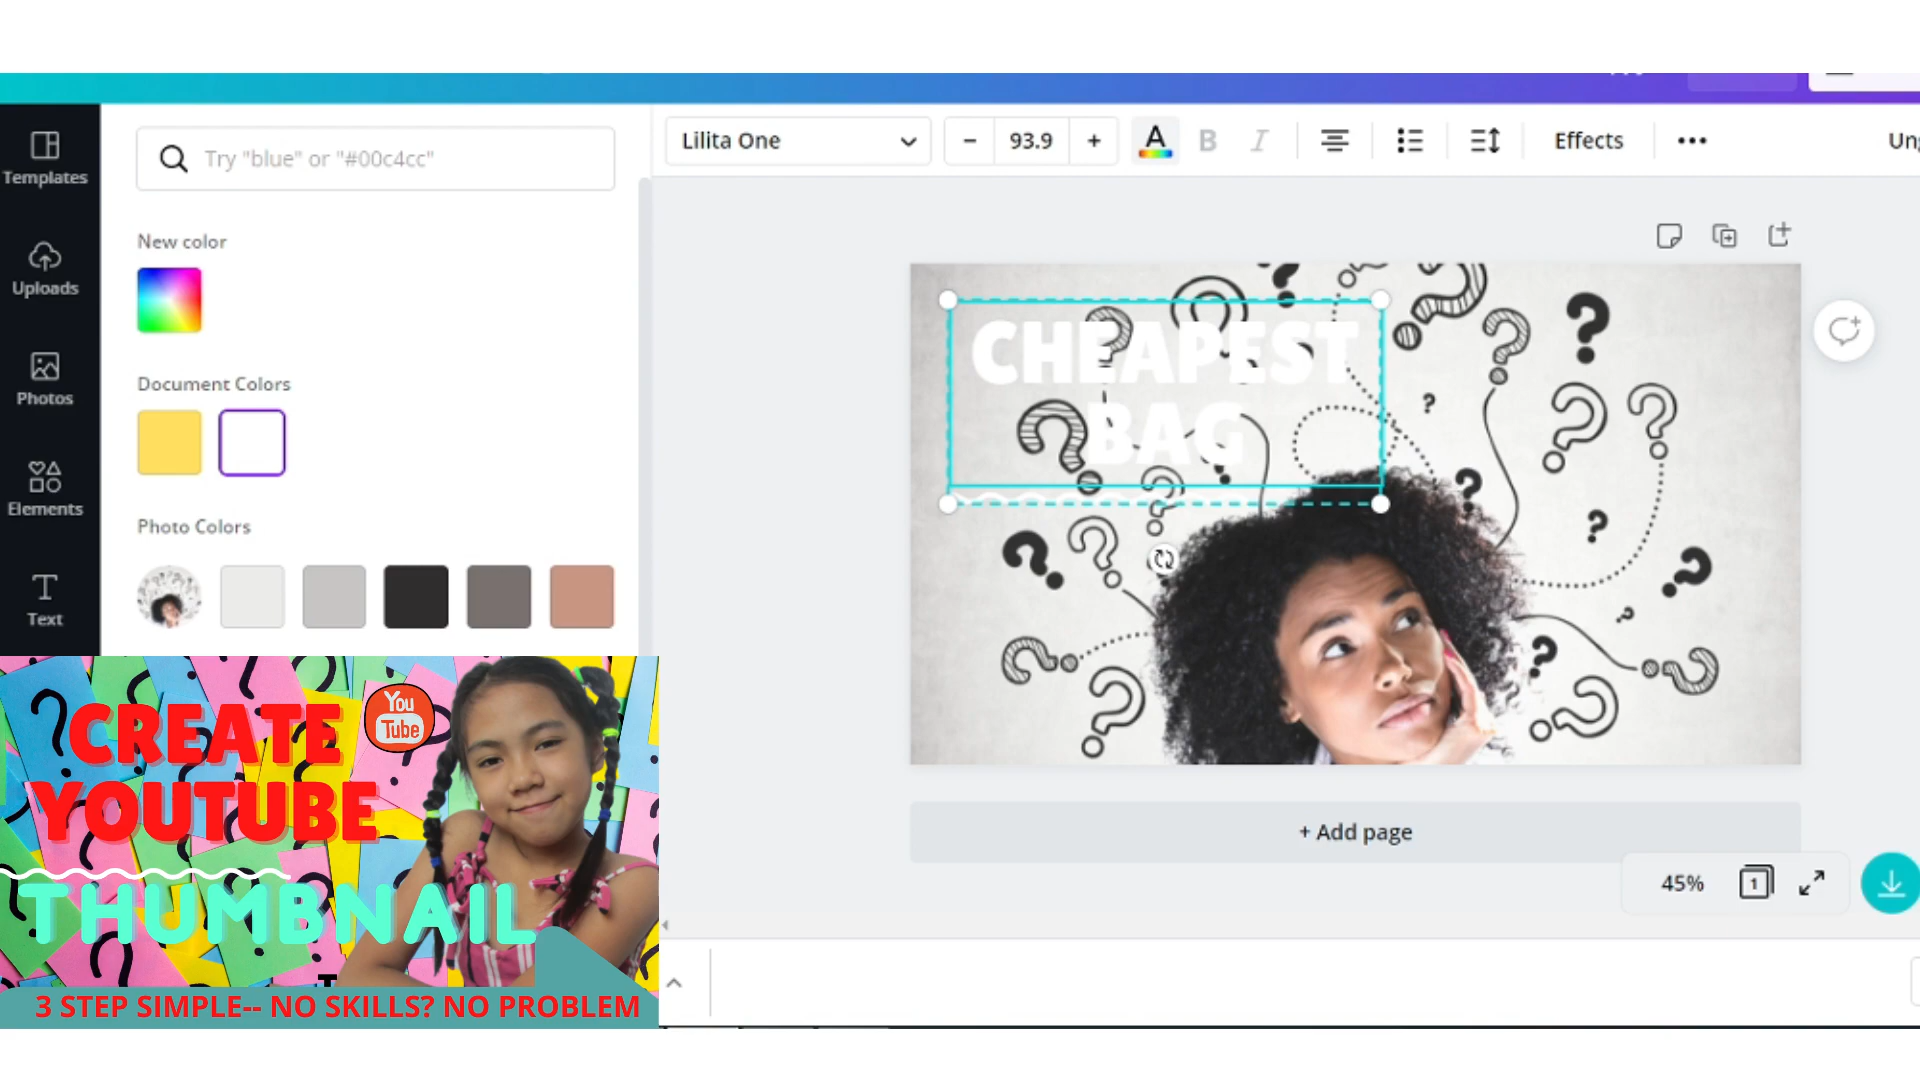 Templates
Uploads
Photos
Elements
Text
Try "blue" or "#00c4cc"
New color
Document Colors
Photo Colors
Lilita One
− 93.9 +
A B I
Effects
•••
CHEAPEST
BAG
+ Add page
45%
1
CREATE
You
Tube
YOUTUBE
THUMBNAIL
3 STEP SIMPLE-- NO SKILLS? NO PROBLEM